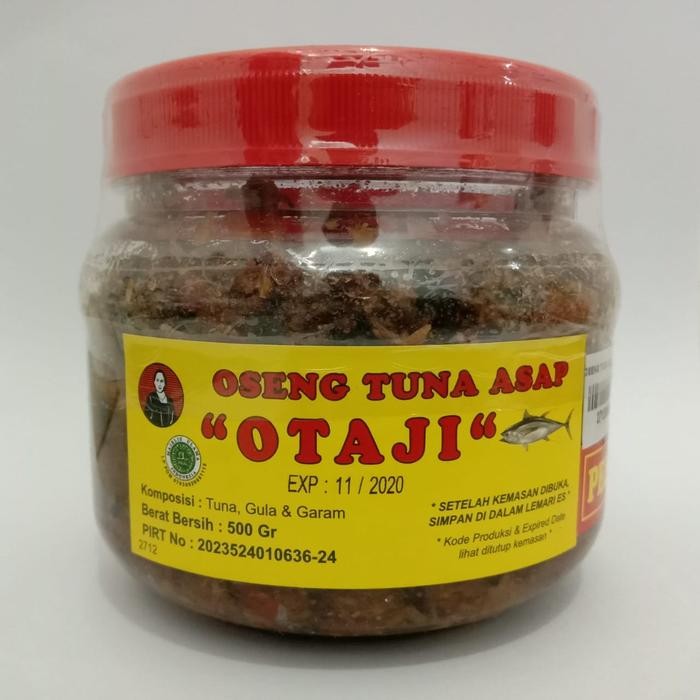 OSENG TUNA ASAP
“OTAJI“
EXP : 11 / 2020
Komposisi : Tuna, Gula & Garam
Berat Bersih : 500 Gr
PIRT No : 2023524010636-24
2712
* SETELAH KEMASAN DIBUKA,
SIMPAN DI DALAM LEMARI ES *
* Kode Produksi & Expired Date
lihat ditutup kemasan *